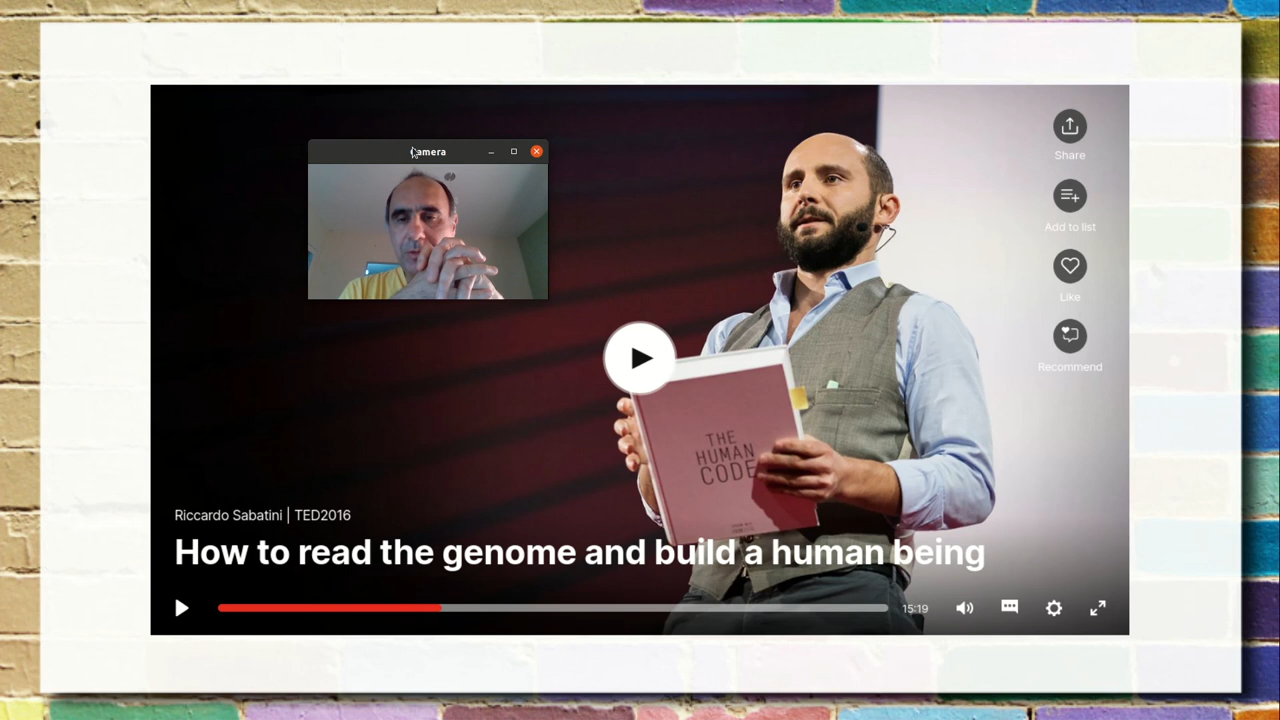 Share
Add to list
Like
Recommend
THE
HUMAN
CODE
Riccardo Sabatini | TED2016
How to read the genome and build a human being
15:19